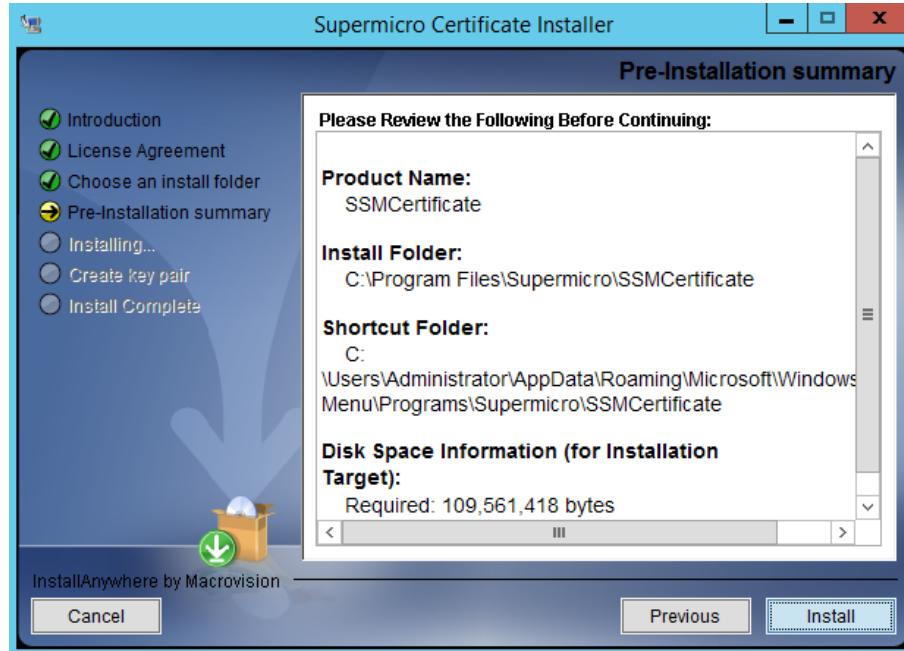 Supermicro Certificate Installer
Pre-Installation summary
Introduction
License Agreement
Choose an install folder
Pre-Installation summary
Installing...
Create key pair
Install Complete
Please Review the Following Before Continuing:
Product Name:
SSMCertificate
Install Folder:
C:\Program Files\Supermicro\SSMCertificate
Shortcut Folder:
C:
\Users\Administrator\AppData\Roaming\Microsoft\Windows
Menu\Programs\Supermicro\SSMCertificate
Disk Space Information (for Installation
Target):
Required: 109,561,418 bytes
InstallAnywhere by Macrovision
Cancel
Previous
Install